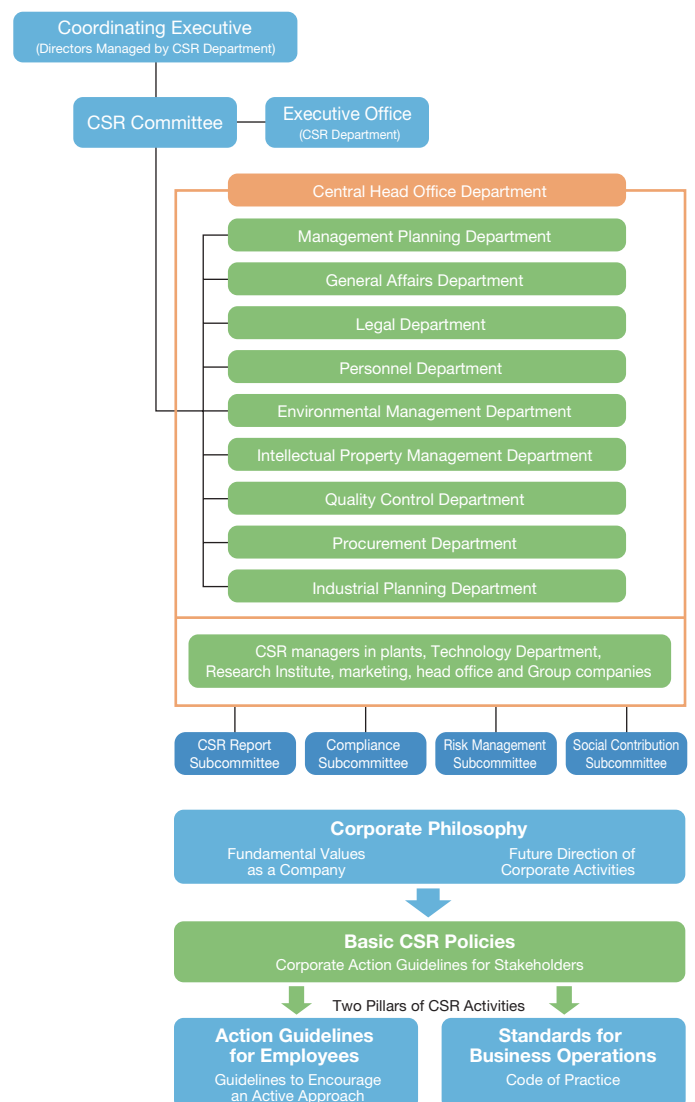 Coordinating Executive
(Directors Managed by CSR Department)
CSR Committee
Executive Office
(CSR Department)
Central Head Office Department
Management Planning Department
General Affairs Department
Legal Department
Personnel Department
Environmental Management Department
Intellectual Property Management Department
Quality Control Department
Procurement Department
Industrial Planning Department
CSR managers in plants, Technology Department,
Research Institute, marketing, head office and Group companies
CSR Report
Subcommittee
Compliance
Subcommittee
Risk Management
Subcommittee
Social Contribution
Subcommittee
Corporate Philosophy
Fundamental Values
as a Company
Future Direction of
Corporate Activities
Basic CSR Policies
Corporate Action Guidelines for Stakeholders
Two Pillars of CSR Activities
Action Guidelines
for Employees
Guidelines to Encourage
an Active Approach
Standards for
Business Operations
Code of Practice